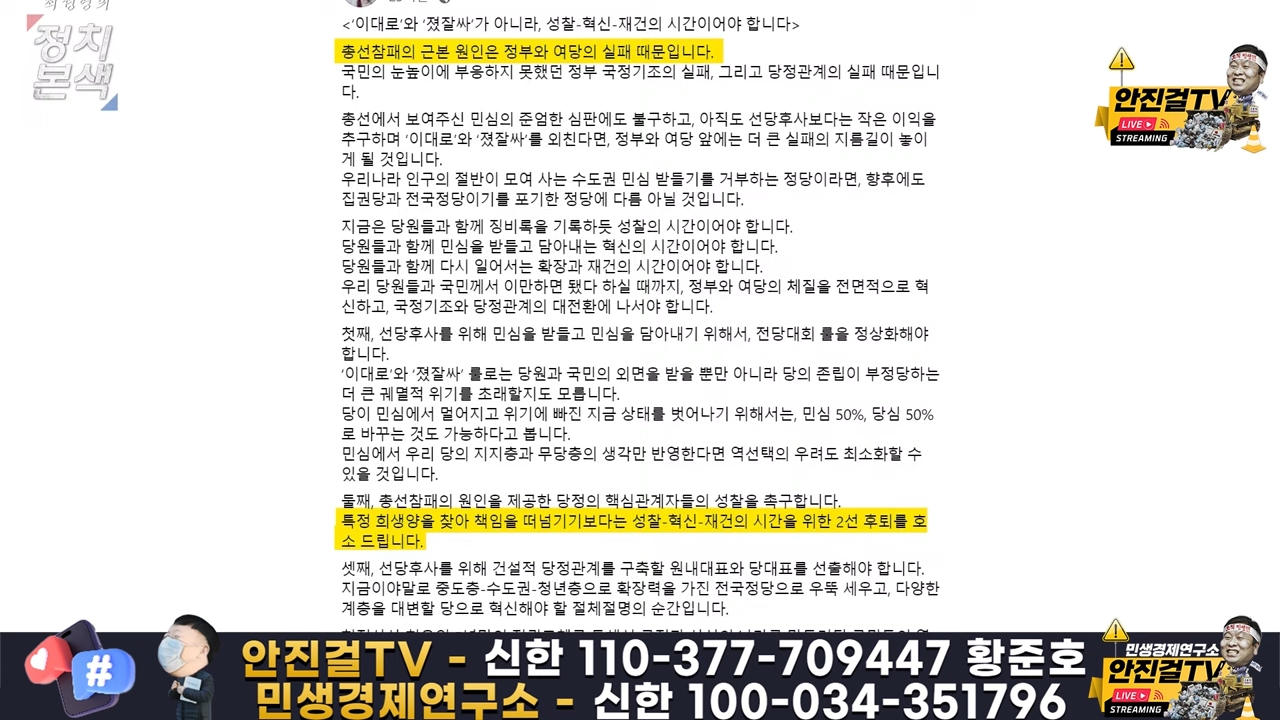 정치
본색
<'이대로'와 '졌잘싸'가 아니라, 성찰-혁신-재건의 시간이어야 합니다>
총선참패의 근본 원인은 정부와 여당의 실패 때문입니다.
국민의 눈높이에 부응하지 못했던 정부 국정기조의 실패, 그리고 당정관계의 실패 때문입니
다.
총선에서 보여주신 민심의 준엄한 심판에도 불구하고, 아직도 선당후사보다는 작은 이익을
추구하며 '이대로'와 '졌잘싸'를 외친다면, 정부와 여당 앞에는 더 큰 실패의 지름길이 놓이
게 될 것입니다.
우리나라 인구의 절반이 모여 사는 수도권 민심 받들기를 거부하는 정당이라면, 향후에도
집권당과 전국정당이기를 포기한 정당에 다름 아닐 것입니다.
지금은 당원들과 함께 징비록을 기록하듯 성찰의 시간이어야 합니다.
당원들과 함께 민심을 받들고 담아내는 혁신의 시간이어야 합니다.
당원들과 함께 다시 일어서는 확장과 재건의 시간이어야 합니다.
우리 당원들과 국민께서 이만하면 됐다 하실 때까지, 정부와 여당의 체질을 전면적으로 혁
신하고, 국정기조와 당정관계의 대전환에 나서야 합니다.
첫째, 선당후사를 위해 민심을 받들고 민심을 담아내기 위해서, 전당대회 룰을 정상화해야
합니다.
'이대로'와 '졌잘싸' 룰로는 당원과 국민의 외면을 받을 뿐만 아니라 당의 존립이 부정당하는
더 큰 궤멸적 위기를 초래할지도 모릅니다.
당이 민심에서 멀어지고 위기에 빠진 지금 상태를 벗어나기 위해서는, 민심 50%, 당심 50%
로 바꾸는 것도 가능하다고 봅니다.
민심에서 우리 당의 지지층과 무당층의 생각만 반영한다면 역선택의 우려도 최소화할 수
있을 것입니다.
둘째, 총선참패의 원인을 제공한 당정의 핵심관계자들의 성찰을 촉구합니다.
특정 희생양을 찾아 책임을 떠넘기기보다는 성찰-혁신-재건의 시간을 위한 2선 후퇴를 호
소 드립니다.
셋째, 선당후사를 위해 건설적 당정관계를 구축할 원내대표와 당대표를 선출해야 합니다.
지금이야말로 중도층-수도권-청년층으로 확장력을 가진 전국정당으로 우뚝 세우고, 다양한
계층을 대변할 당으로 혁신해야 할 절체절명의 순간입니다.
안진걸TV
LIVE
STREAMING
#
안진걸TV - 신한 110-377-709447 황준호
민생경제연구소 - 신한 100-034-351796
민생경제연구소
안진걸TV
LIVE
STREAMING